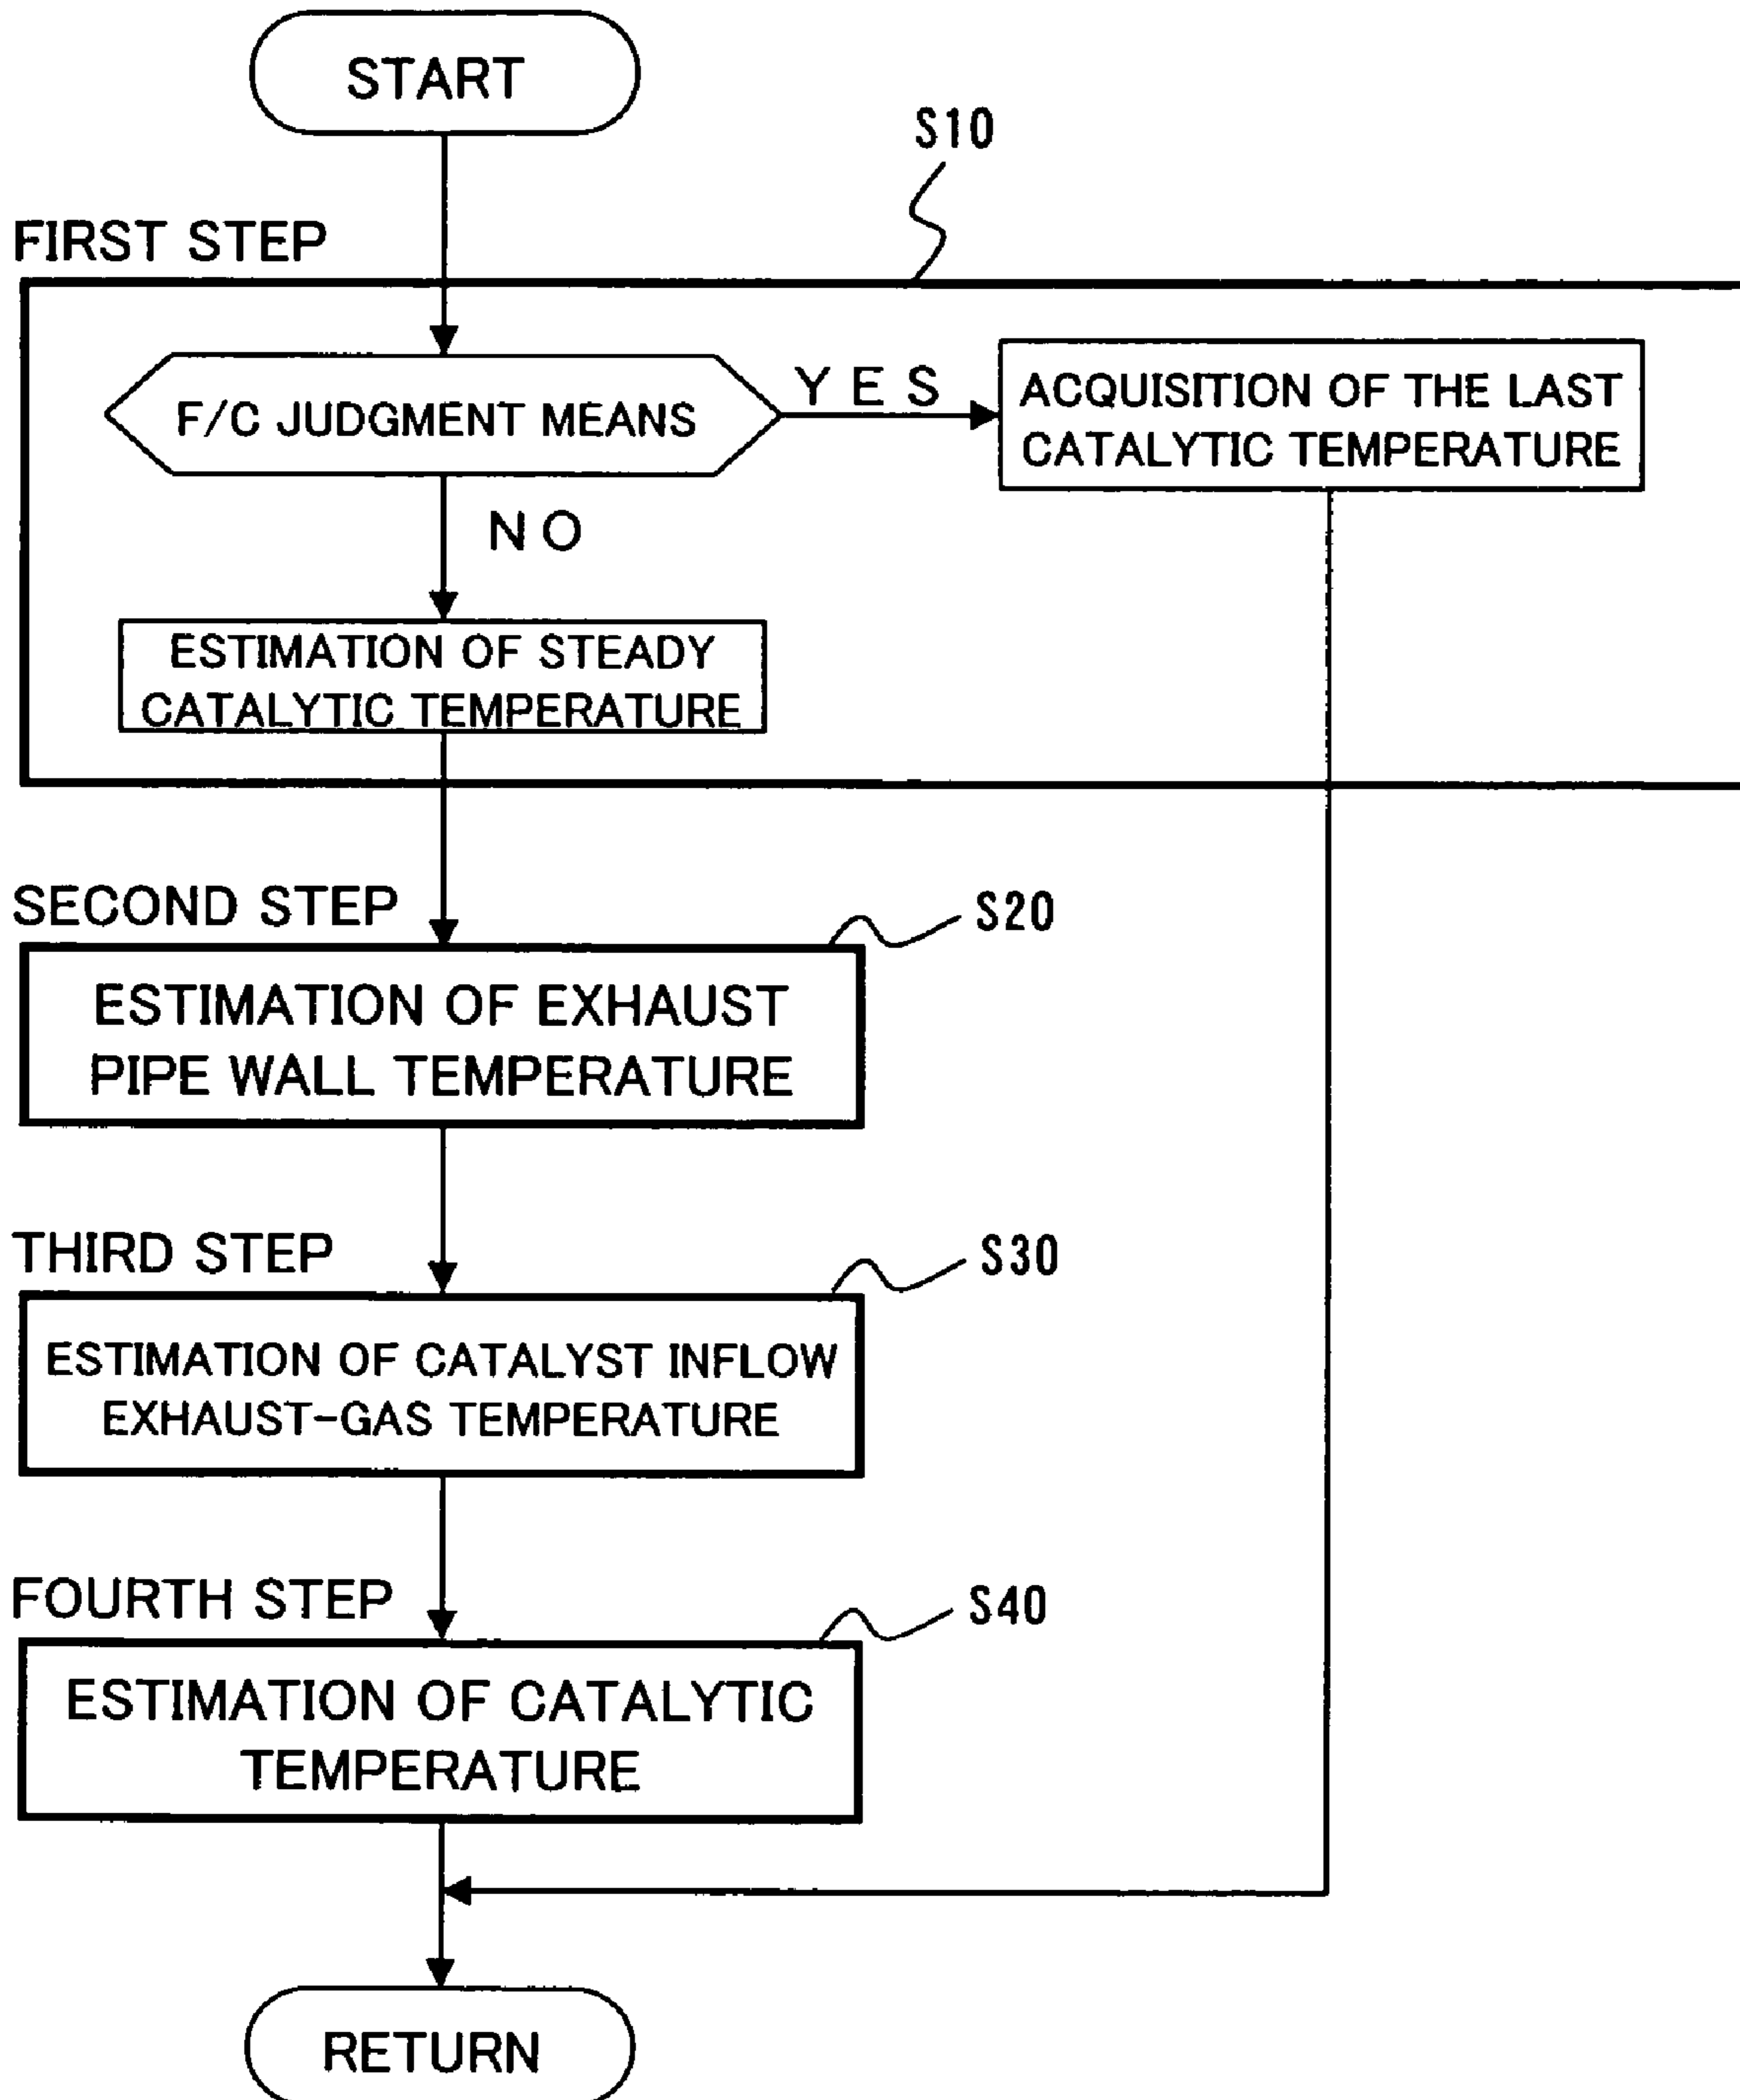 START
S10
FIRST STEP
F/C JUDGMENT MEANS
YES
ACQUISITION OF THE LAST
CATALYTIC TEMPERATURE
NO
ESTIMATION OF STEADY
CATALYTIC TEMPERATURE
SECOND STEP
S20
ESTIMATION OF EXHAUST
PIPE WALL TEMPERATURE
THIRD STEP
S30
ESTIMATION OF CATALYST INFLOW
EXHAUST-GAS TEMPERATURE
FOURTH STEP
S40
ESTIMATION OF CATALYTIC
TEMPERATURE
RETURN